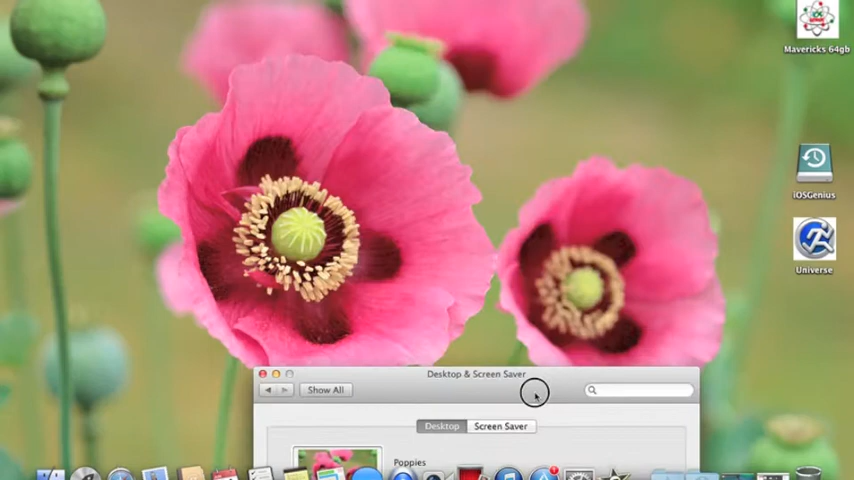 Mavericks 64gb
iOSGenius
Universe
Desktop & Screen Saver
Show All
Desktop
Screen Saver
Poppies